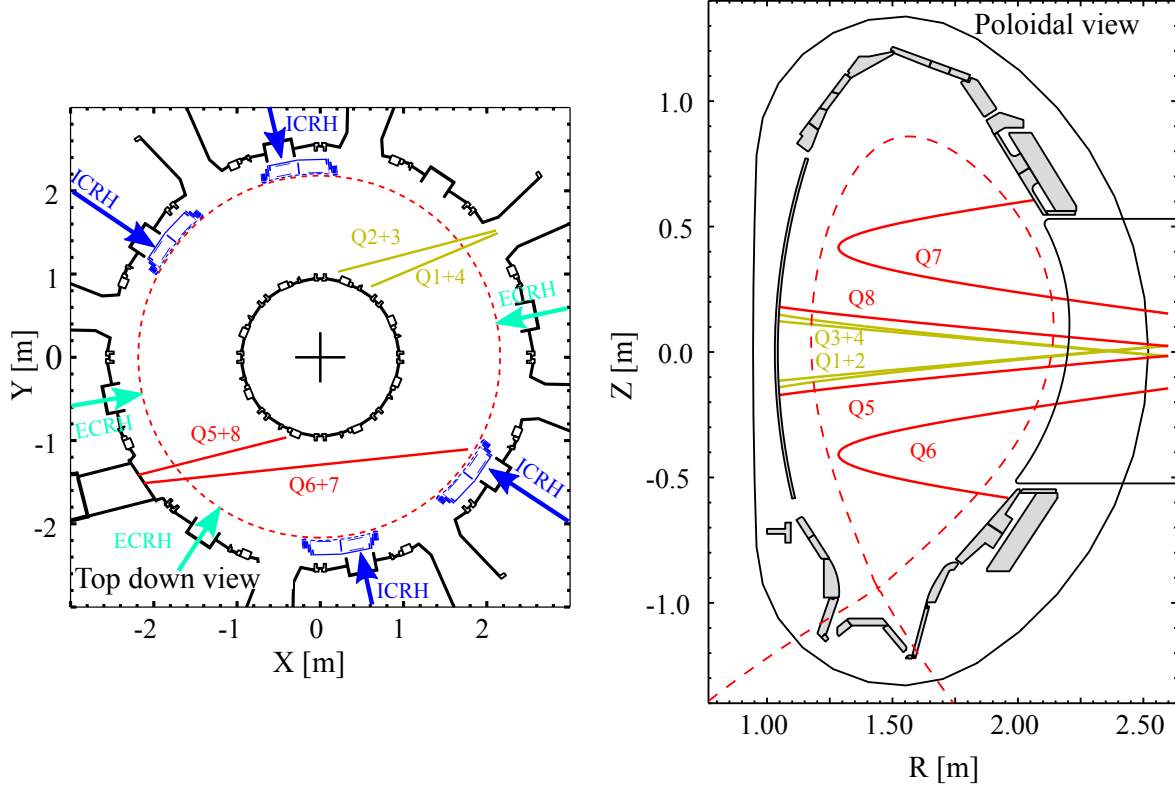 ICRH
ICRH
Q2+3
Q1+4
ECRH
ECRH
Q5+8
Q6+7
ICRH
ECRH
ICRH
Top down view
2
1
0
-1
-2
Y [m]
-2
-1
0
1
2
X [m]
Poloidal view
Q7
Q8
Q3+4
Q1+2
Q5
Q6
1.0
0.5
0.0
-0.5
-1.0
Z [m]
1.00
1.50
2.00
2.50
R [m]